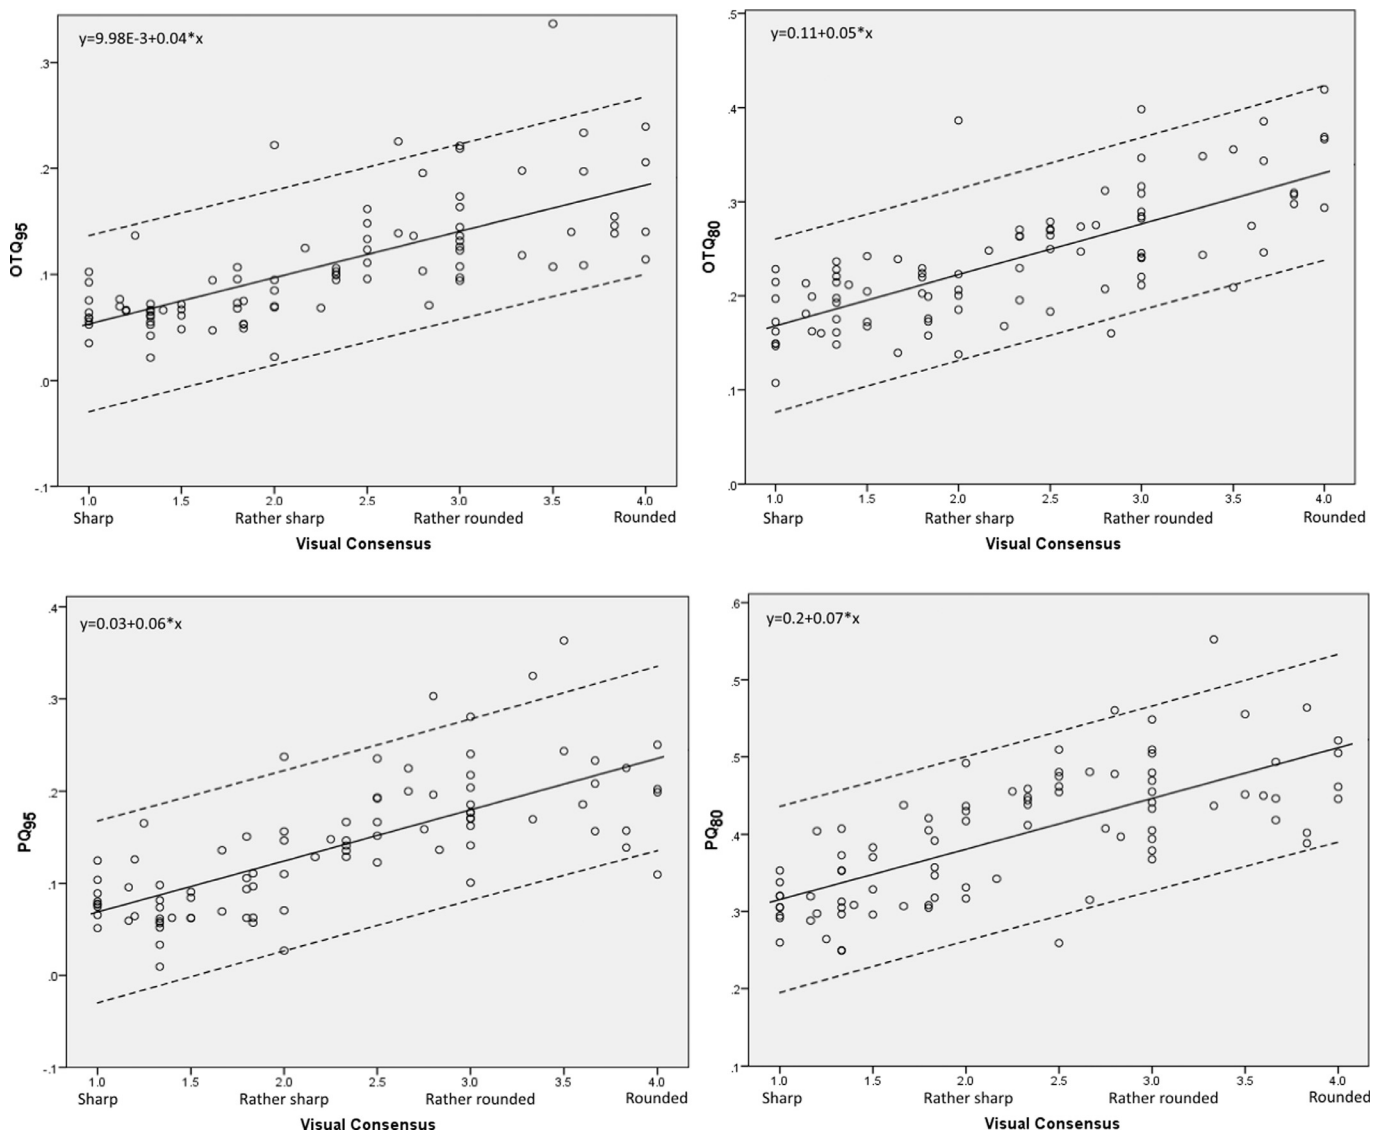 y=9.98E-3+0.04*x
.3
.2
.1
.0
-.1
OTQ95
1.0 1.5 2.0 2.5 3.0 3.5 4.0
Sharp Rather sharp Rather rounded Rounded
Visual Consensus
y=0.11+0.05*x
.5
.4
.3
.2
.1
.0
OTQ80
1.0 1.5 2.0 2.5 3.0 3.5 4.0
Sharp Rather sharp Rather rounded Rounded
Visual Consensus
y=0.03+0.06*x
.4
.3
.2
.1
.0
-.1
PQ95
1.0 1.5 2.0 2.5 3.0 3.5 4.0
Sharp Rather sharp Rather rounded Rounded
Visual Consensus
y=0.2+0.07*x
.6
.5
.5
.4
.3
.2
.1
PQ80
1.0 1.5 2.0 2.5 3.0 3.5 4.0
Sharp Rather sharp Rather rounded Rounded
Visual Consensus